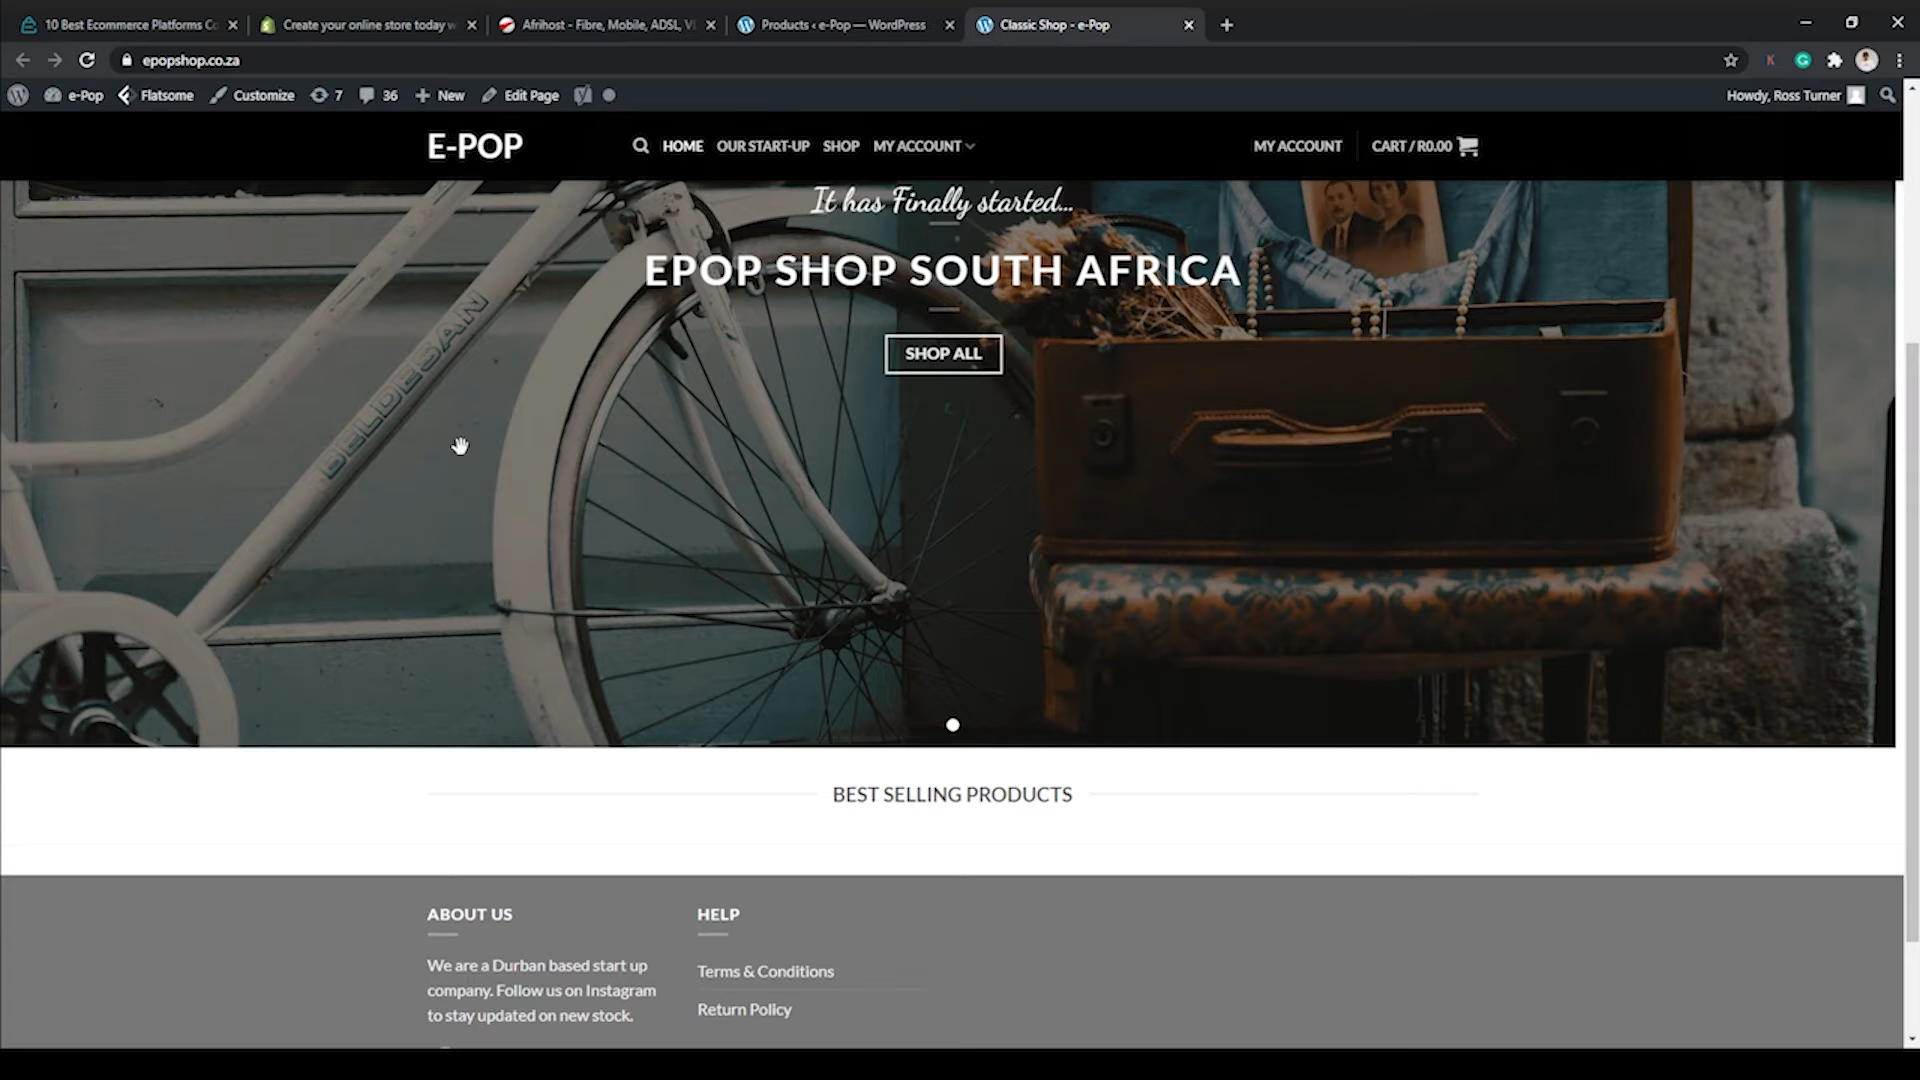 10 Best Ecommerce Platforms Co
Create your online store today w
Afrihost - Fibre, Mobile, ADSL, VI
Products ‹ e-Pop — WordPress
Classic Shop - e-Pop
epopshop.co.za
e-Pop
Flatsome
Customize
7
36
New
Edit Page
Howdy, Ross Turner
E-POP
HOME
OUR START-UP
SHOP
MY ACCOUNT
MY ACCOUNT
CART / R0.00
It has Finally started...
EPOP SHOP SOUTH AFRICA
SHOP ALL
BELDESAN
BEST SELLING PRODUCTS
ABOUT US
We are a Durban based start up
company. Follow us on Instagram
to stay updated on new stock.
HELP
Terms & Conditions
Return Policy